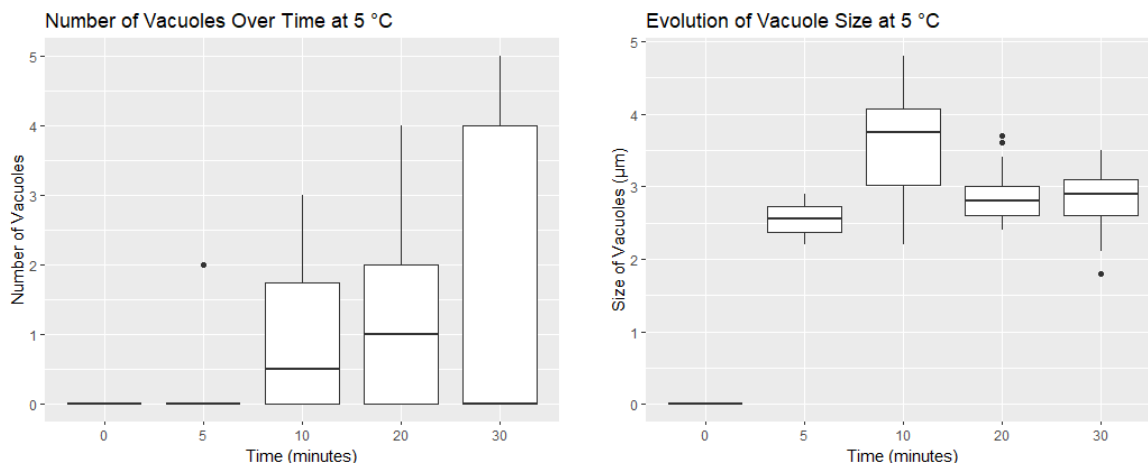 Number of Vacuoles Over Time at 5 °C
Number of Vacuoles
5
4
3
2
1
0
0 5 10 20 30
Time (minutes)
Evolution of Vacuole Size at 5 °C
Size of Vacuoles (µm)
5
4
3
2
1
0
0 5 10 20 30
Time (minutes)